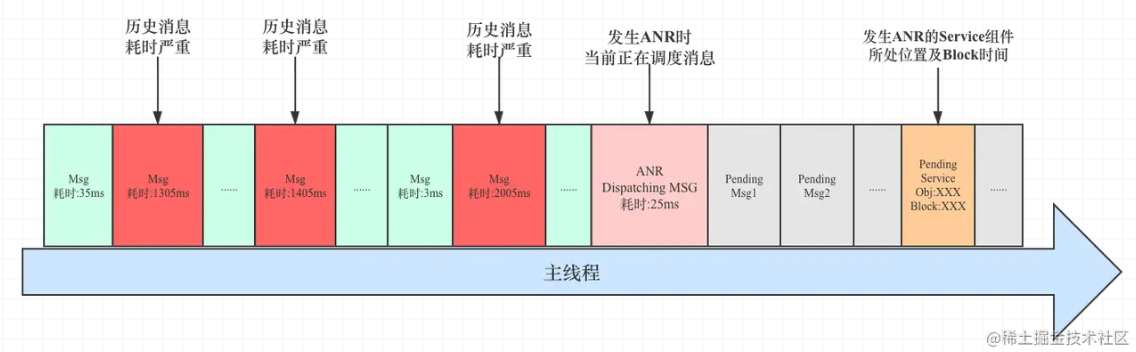 历史消息
耗时严重
历史消息
耗时严重
历史消息
耗时严重
发生ANR时
当前正在调度消息
发生ANR的Service组件
所处位置及Block时间
Msg
耗时:35ms
Msg
耗时:1305ms
......
Msg
耗时:1405ms
......
Msg
耗时:3ms
Msg
耗时:2005ms
......
ANR
Dispatching MSG
耗时:25ms
Pending
Msg1
Pending
Msg2
......
Pending
Service
Obj:XXX
Block:XXX
......
主线程
@稀土掘金技术社区